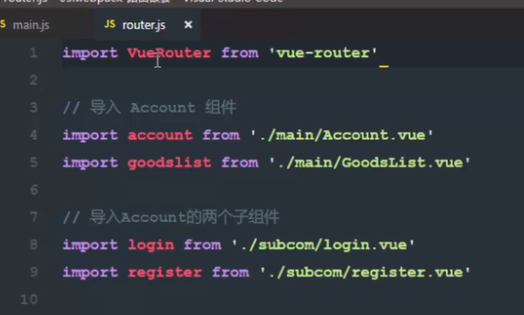 main.js
JS router.js ×
1 import VueRouter from 'vue-router'
2
3 // 导入 Account 组件
4 import account from './main/Account.vue'
5 import goodslist from './main/GoodsList.vue'
6
7 // 导入Account的两个子组件
8 import login from './subcom/login.vue'
9 import register from './subcom/register.vue'
10